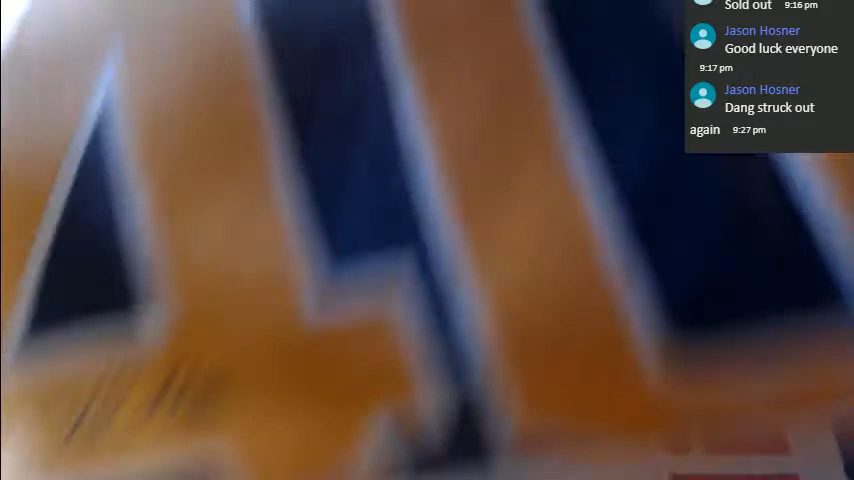 Sold out 9:16 pm
Jason Hosner
Good luck everyone
9:17 pm
Jason Hosner
Dang struck out
again 9:27 pm